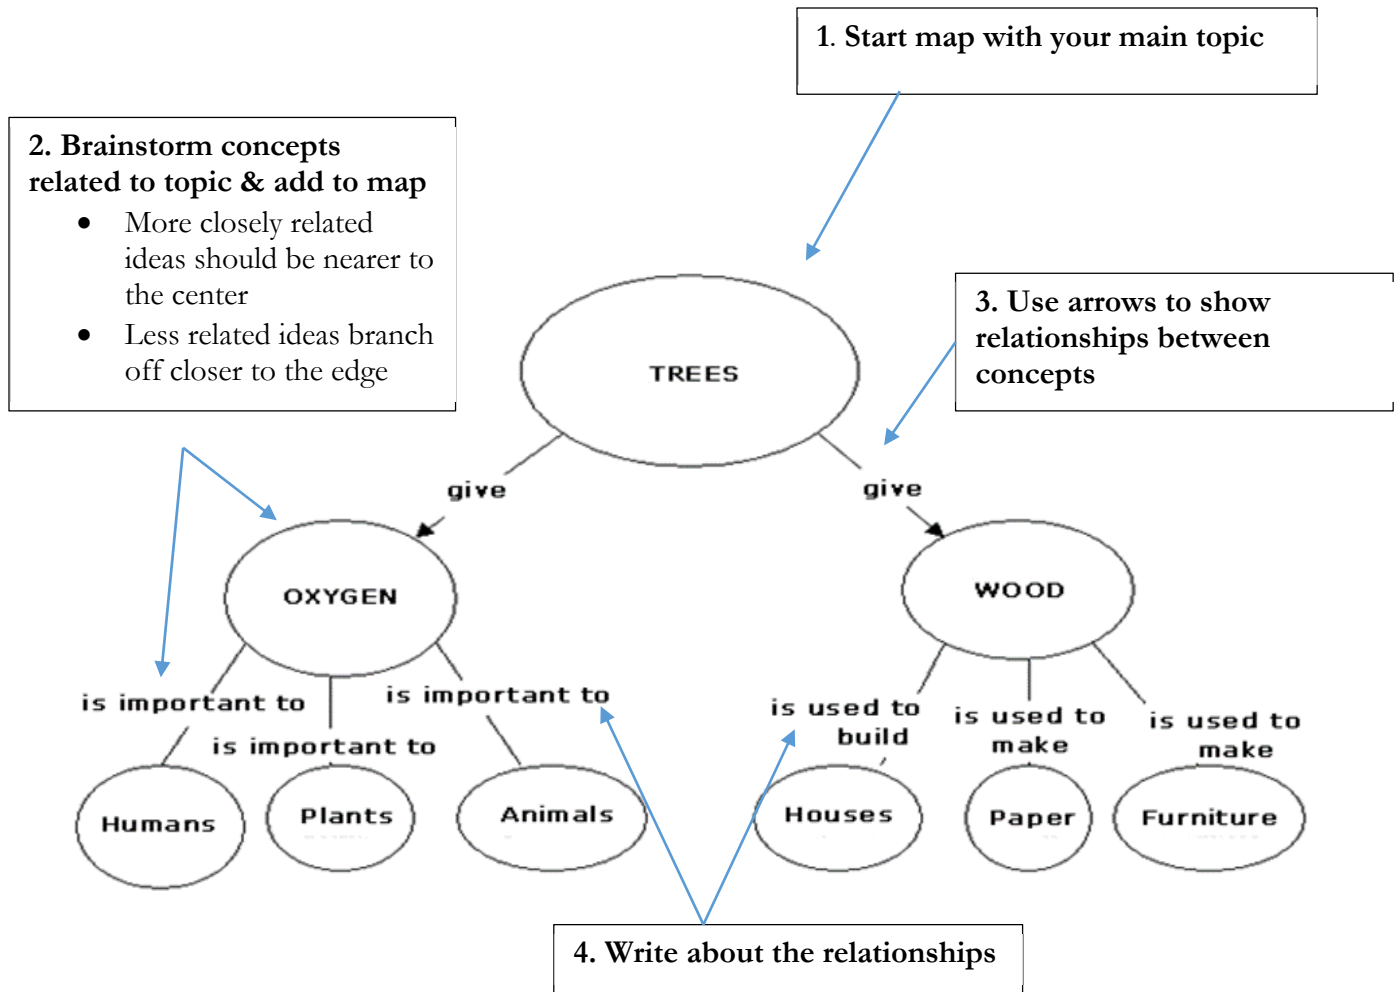 1. Start map with your main topic
2. Brainstorm concepts
related to topic & add to map
• More closely related
ideas should be nearer to
the center
• Less related ideas branch
off closer to the edge
3. Use arrows to show
relationships between
concepts
TREES
give
give
OXYGEN
WOOD
is important to
is important to
is important to
is used to
build
is used to
make
is used to
make
Humans
Plants
Animals
Houses
Paper
Furniture
4. Write about the relationships